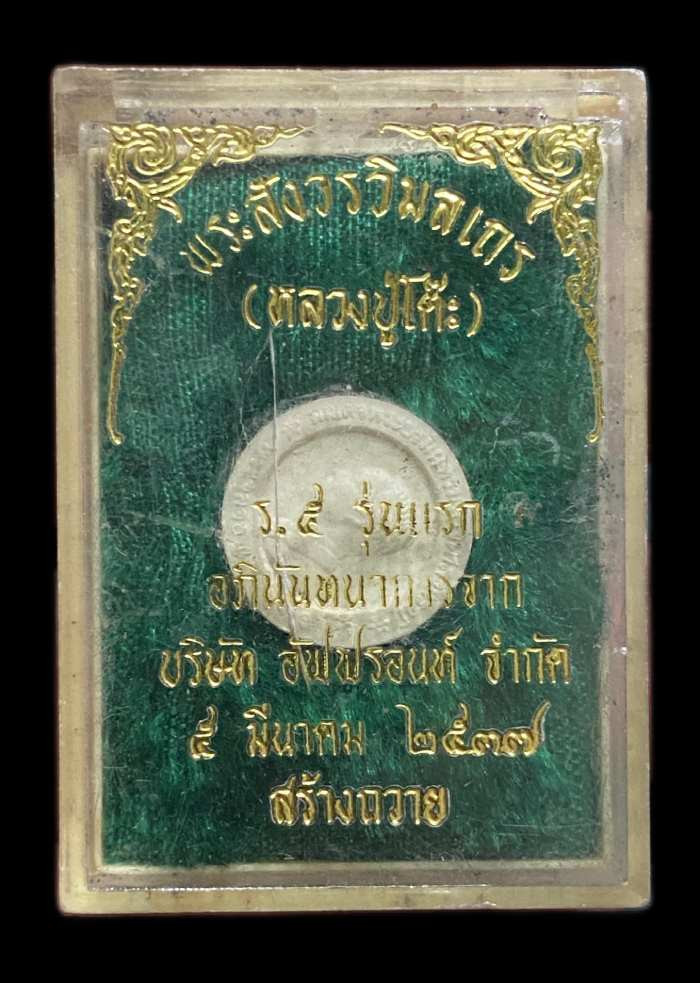 พระสังวรวิมลเถร
(หลวงปู่โต๊ะ)
ร.๕ รุ่นแรก
อภินันทนาการจาก
บริษัท อัฟฟรอนท์ จำกัด
๕ มีนาคม ๒๕๓๗
สร้างถวาย